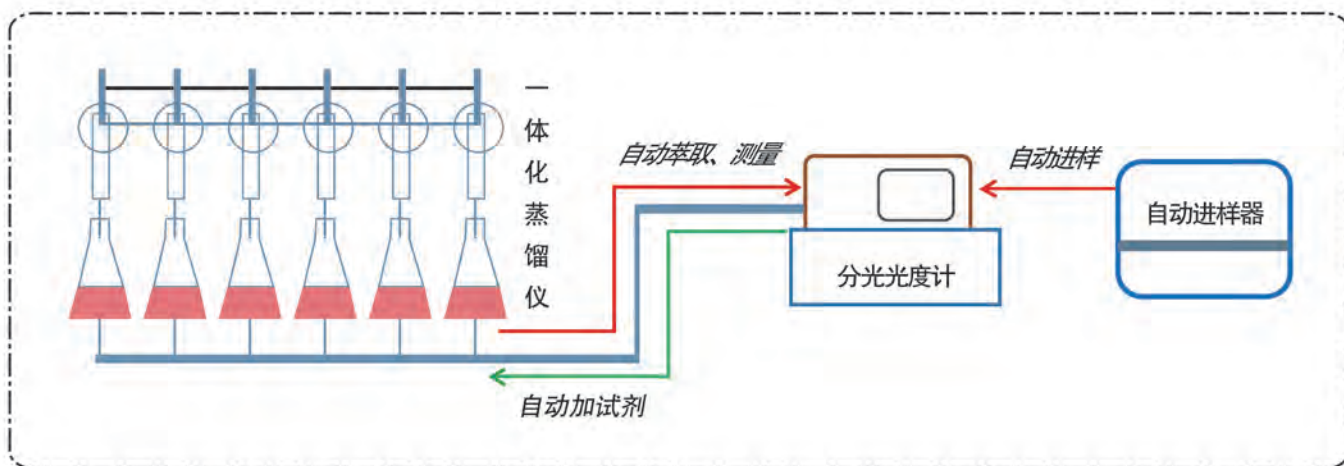 一体化蒸馏仪
自动萃取、测量
自动进样
自动进样器
分光光度计
自动加试剂